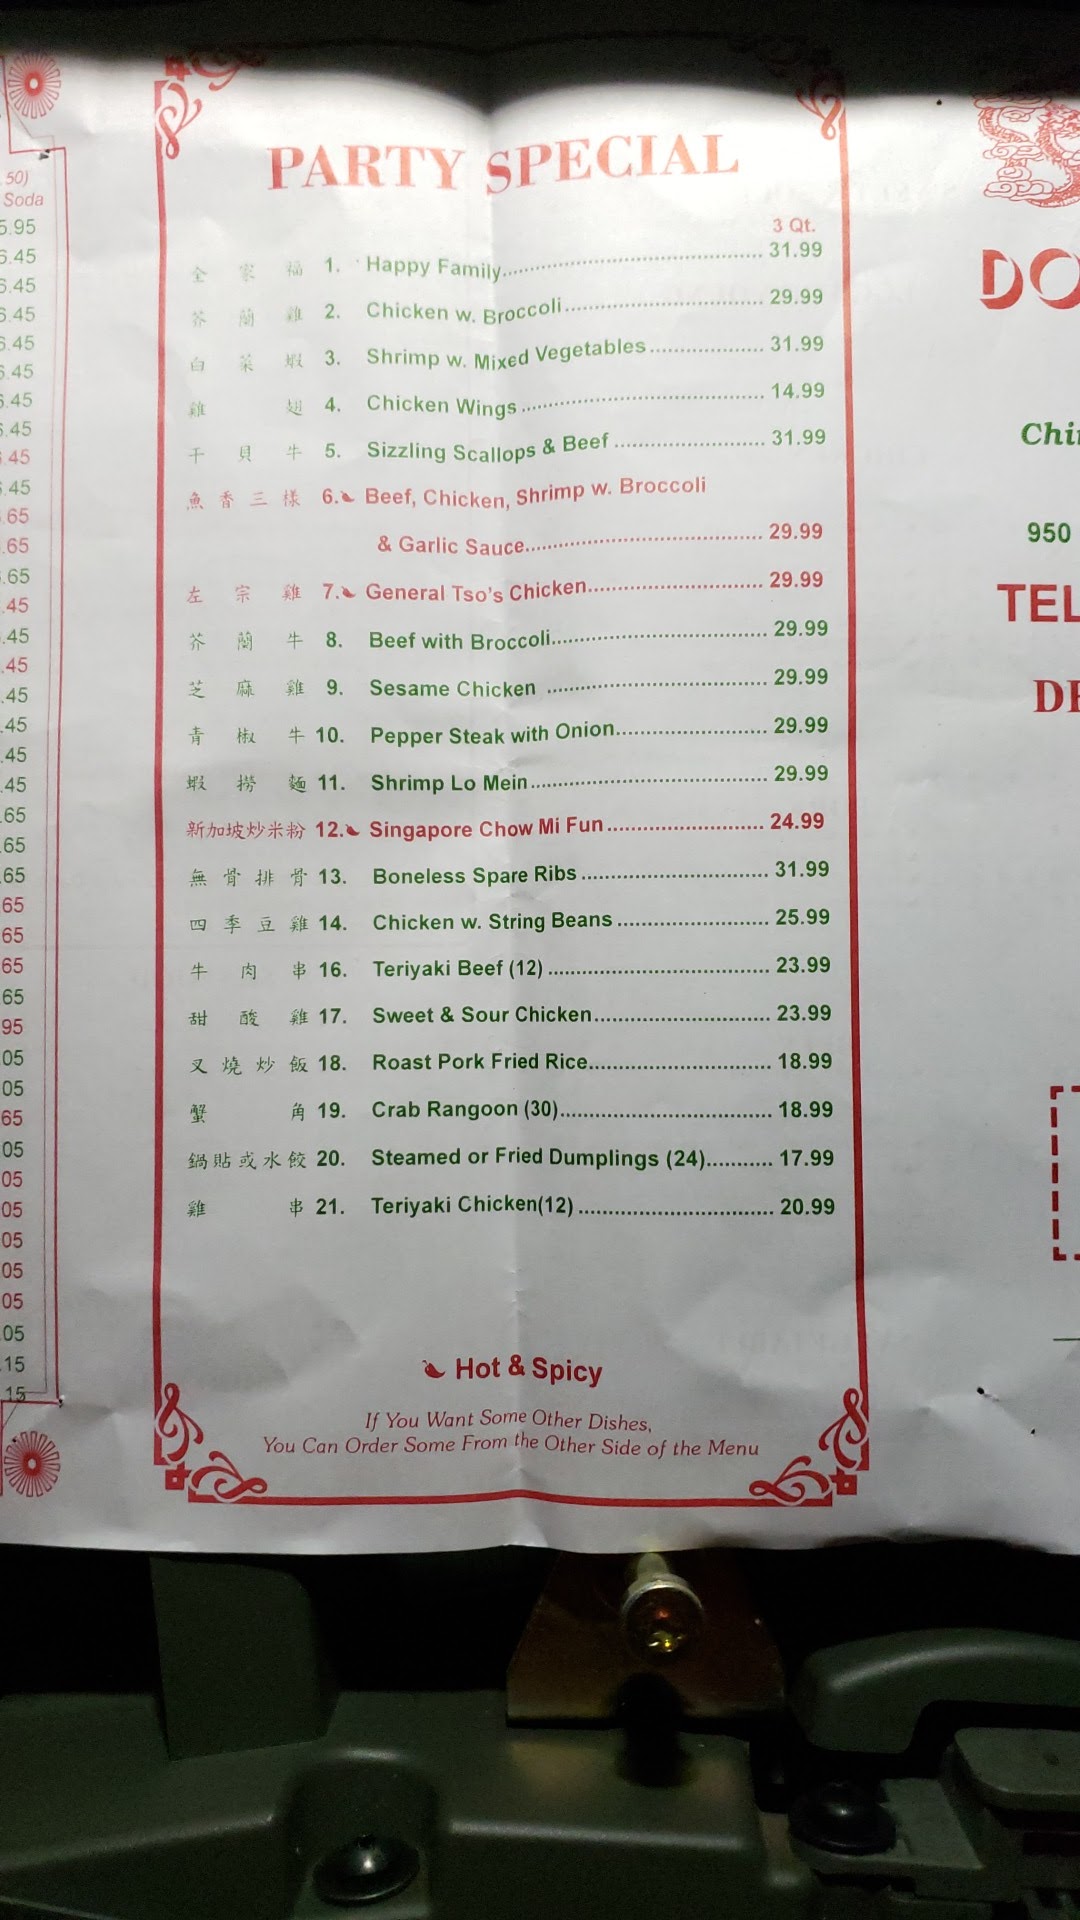 PARTY SPECIAL
3 Qt.
全家福 1. Happy Family 31.99
芥蘭雞 2. Chicken w. Broccoli 29.99
白菜蝦 3. Shrimp w. Mixed Vegetables 31.99
雞翅 4. Chicken Wings 14.99
干貝牛 5. Sizzling Scallops & Beef 31.99
魚香三樣 6. Beef, Chicken, Shrimp w. Broccoli
& Garlic Sauce 29.99
左宗雞 7. General Tso's Chicken 29.99
芥蘭牛 8. Beef with Broccoli 29.99
芝麻雞 9. Sesame Chicken 29.99
青椒牛 10. Pepper Steak with Onion 29.99
蝦撈麵 11. Shrimp Lo Mein 29.99
新加坡炒米粉 12. Singapore Chow Mi Fun 24.99
無骨排骨 13. Boneless Spare Ribs 31.99
四季豆雞 14. Chicken w. String Beans 25.99
牛肉串 16. Teriyaki Beef (12) 23.99
甜酸雞 17. Sweet & Sour Chicken 23.99
叉燒炒飯 18. Roast Pork Fried Rice 18.99
蟹角 19. Crab Rangoon (30) 18.99
鍋貼或水餃 20. Steamed or Fried Dumplings (24) 17.99
雞串 21. Teriyaki Chicken(12) 20.99
Hot & Spicy
If You Want Some Other Dishes,
You Can Order Some From the Other Side of the Menu
Soda
950
TEL